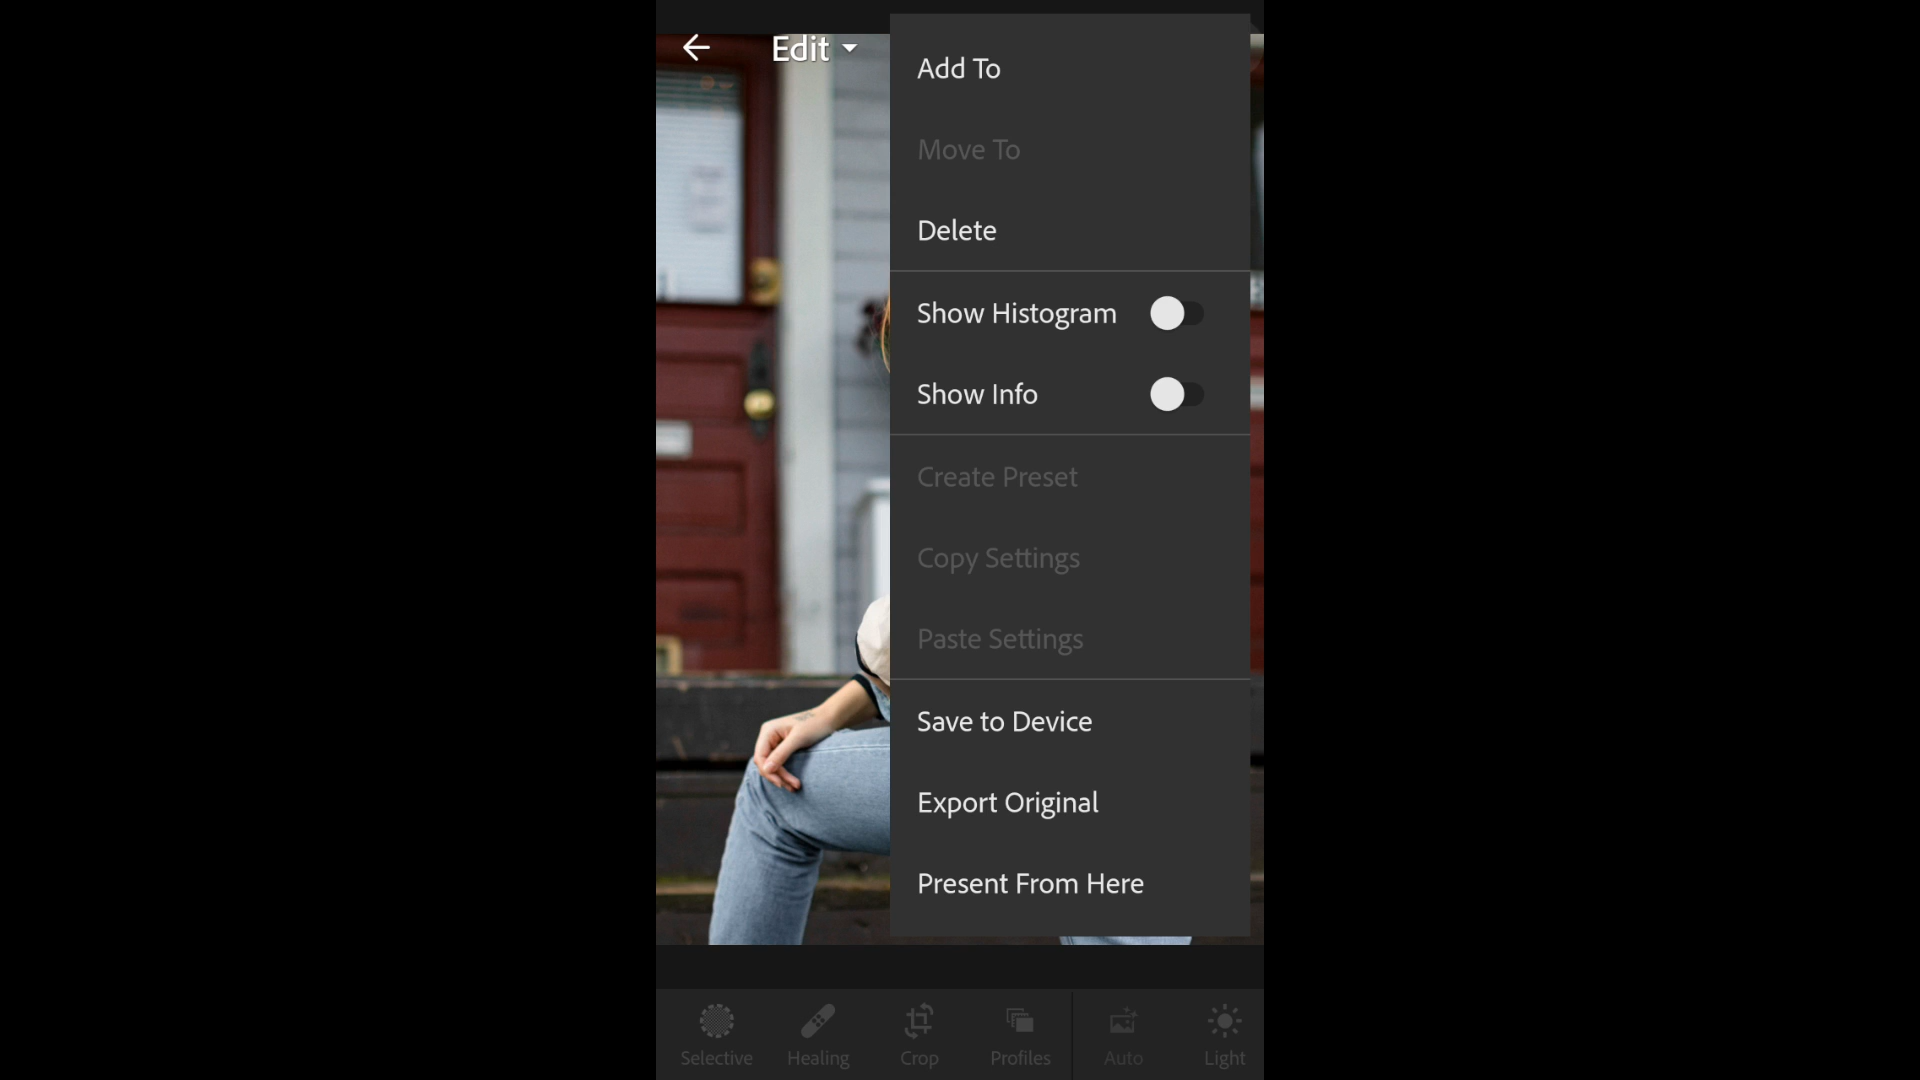 Edit
Add To
Move To
Delete
Show Histogram
Show Info
Create Preset
Copy Settings
Paste Settings
Save to Device
Export Original
Present From Here
Selective
Healing
Crop
Profiles
Auto
Light